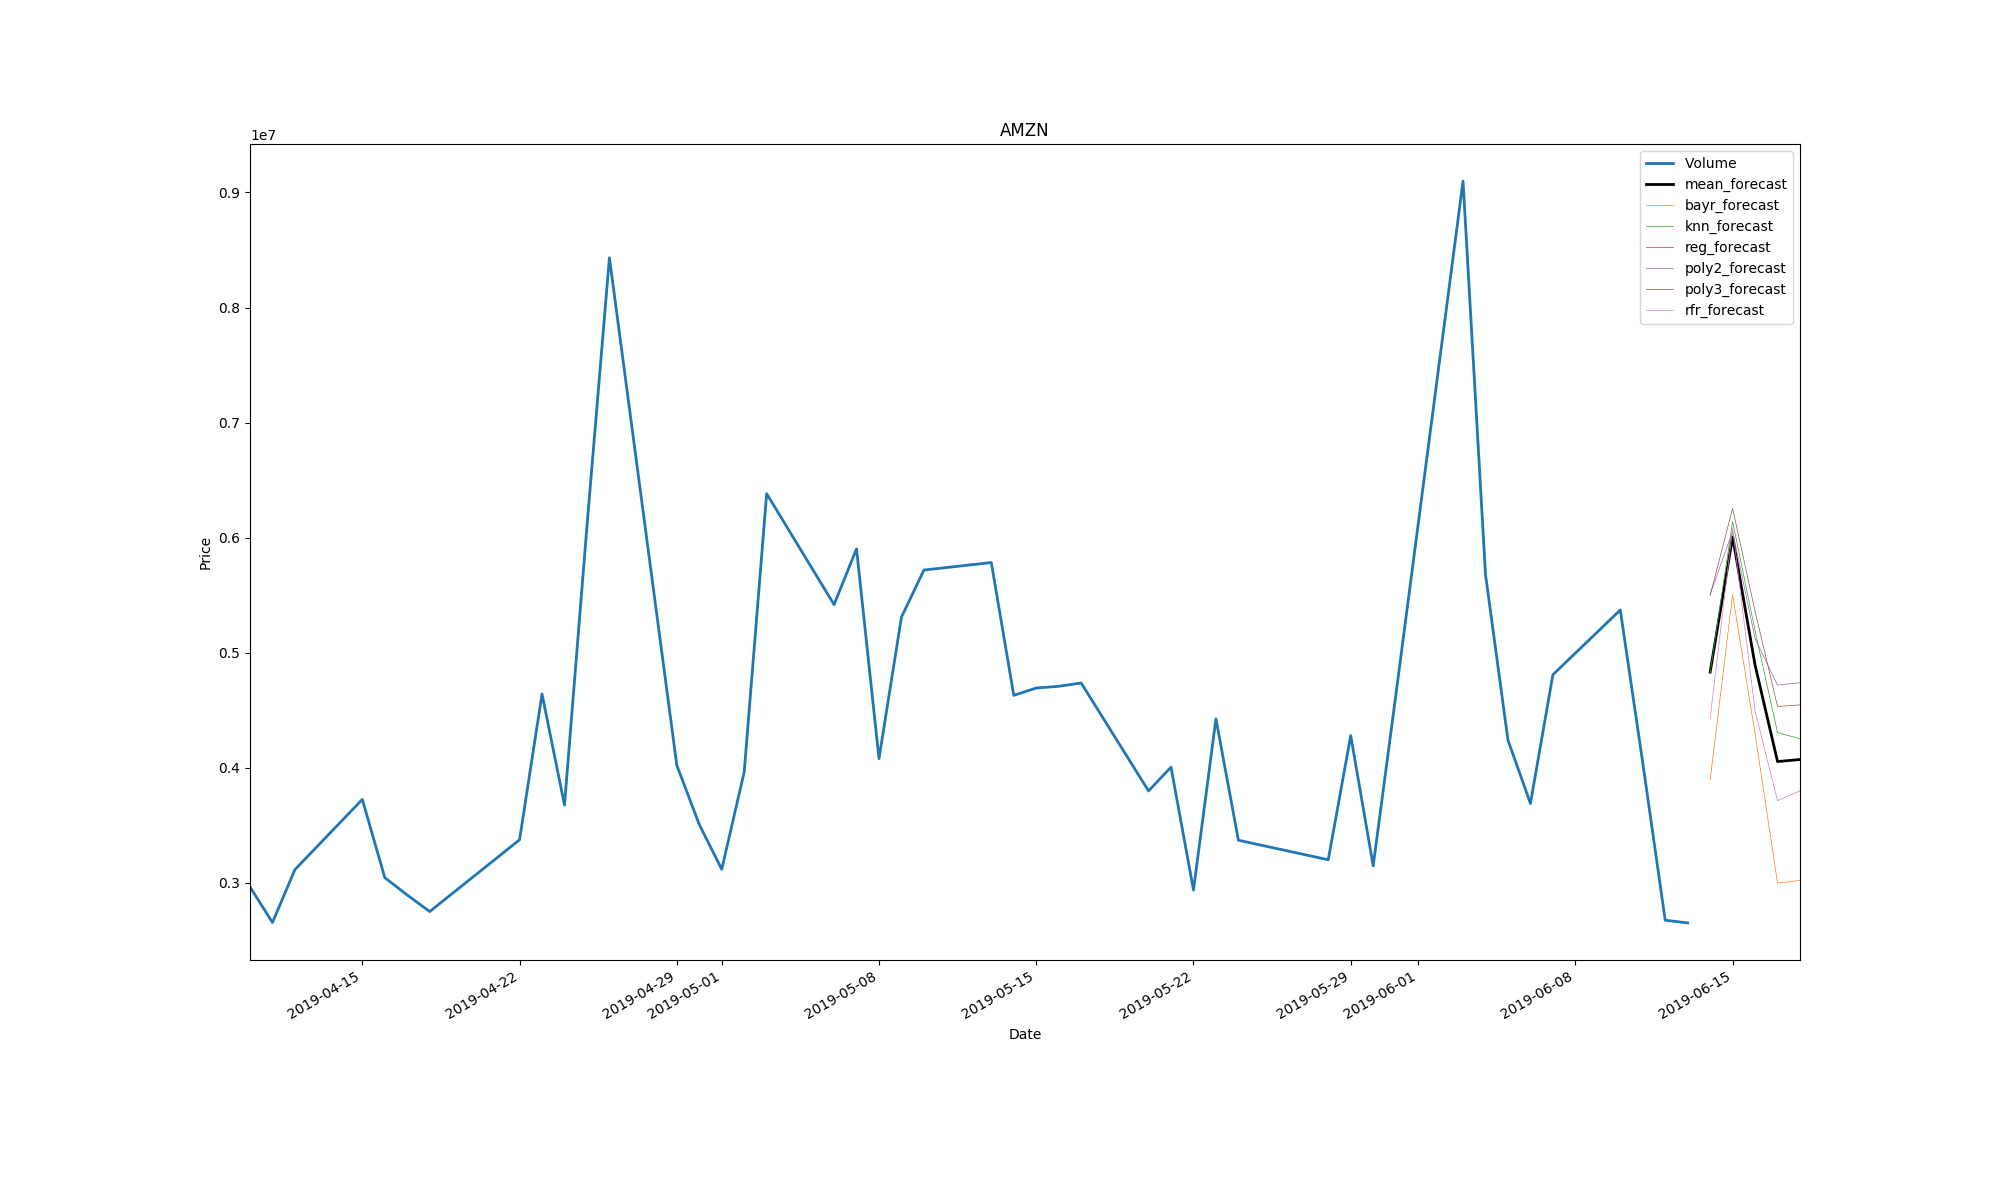 AMZN
1e7
0.9
0.8
0.7
0.6
0.5
0.4
0.3
Price
Volume
mean_forecast
bayr_forecast
knn_forecast
reg_forecast
poly2_forecast
poly3_forecast
rfr_forecast
2019-04-15
2019-04-22
2019-04-29
2019-05-01
2019-05-08
2019-05-15
2019-05-22
2019-05-29
2019-06-01
2019-06-08
2019-06-15
Date